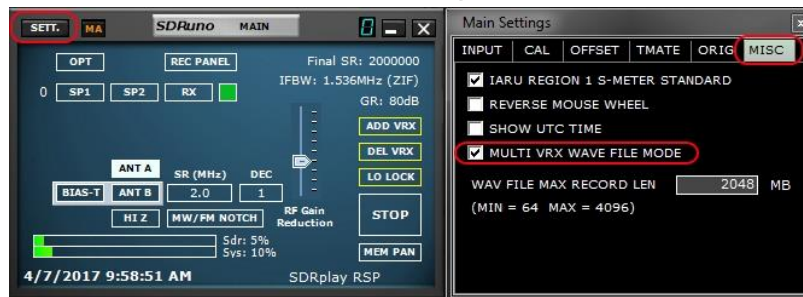 SETT. MA SDRuno MAIN 0 X
OPT REC PANEL Final SR: 2000000
IFBW: 1.536MHz (ZIF)
0 SP1 SP2 RX GR: 80dB
ADD VRX
DEL VRX
ANT A SR (MHz) DEC LO LOCK
BIAS-T ANT B 2.0 1
HI Z MW/FM NOTCH RF Gain Reduction STOP
Sdr: 5%
Sys: 10% MEM PAN
4/7/2017 9:58:51 AM SDRplay RSP
Main Settings
INPUT CAL OFFSET TMATE ORIG MISC
IARU REGION 1 S-METER STANDARD
REVERSE MOUSE WHEEL
SHOW UTC TIME
MULTI VRX WAVE FILE MODE
WAV FILE MAX RECORD LEN 2048 MB
(MIN = 64 MAX = 4096)